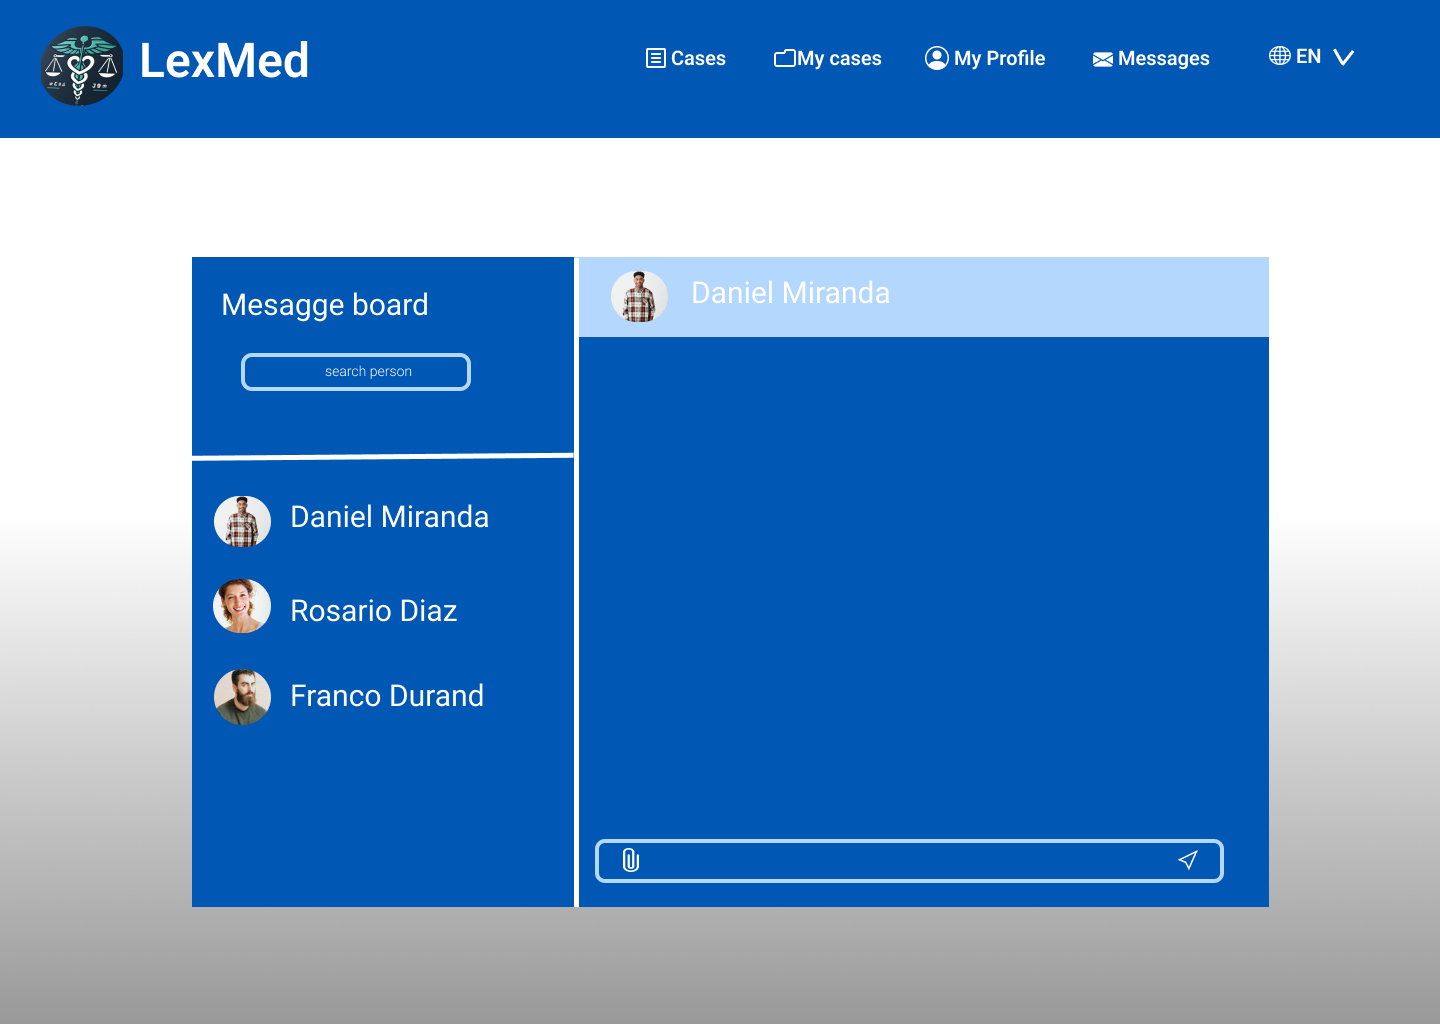 LexMed
Cases
My cases
My Profile
Messages
EN
Mesagge board
search person
Daniel Miranda
Rosario Diaz
Franco Durand
Daniel Miranda